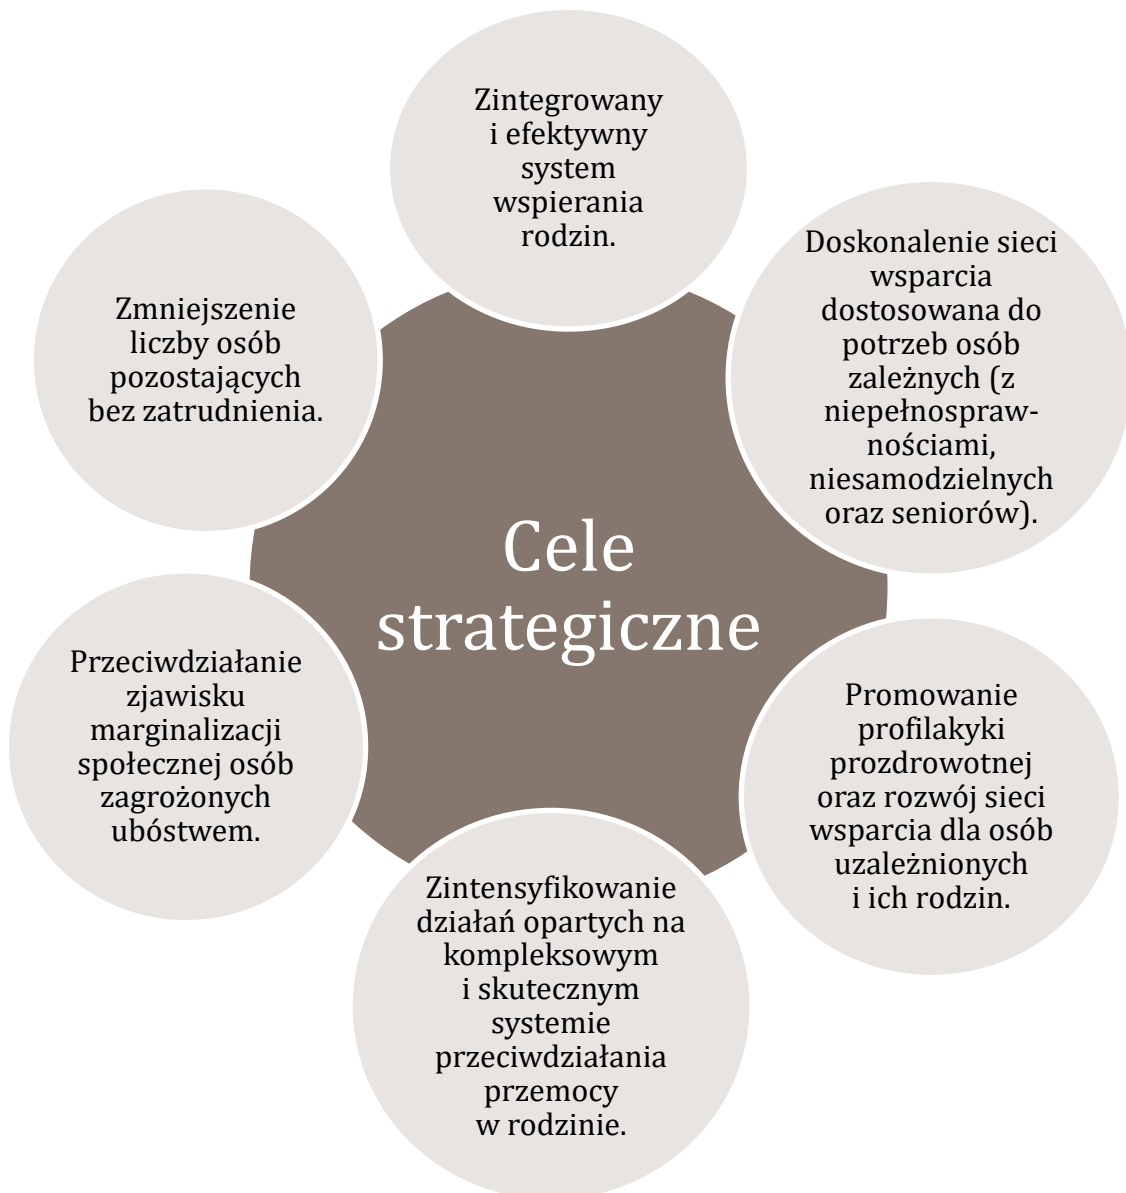 Zintegrowany
i efektywny
system
wspierania
rodzin.
Doskonalenie sieci
wsparcia
dostosowana do
potrzeb osób
zależnych (z
niepełnospraw-
nościami,
niesamodzielnych
oraz seniorów).
Promowanie
profilakyki
prozdrowotnej
oraz rozwój sieci
wsparcia dla osób
uzależnionych
i ich rodzin.
Zintensyfikowanie
działań opartych na
kompleksowym
i skutecznym
systemie
przeciwdziałania
przemocy
w rodzinie.
Przeciwdziałanie
zjawisku
marginalizacji
społecznej osób
zagrożonych
ubóstwem.
Zmniejszenie
liczby osób
pozostających
bez zatrudnienia.
Cele
strategiczne